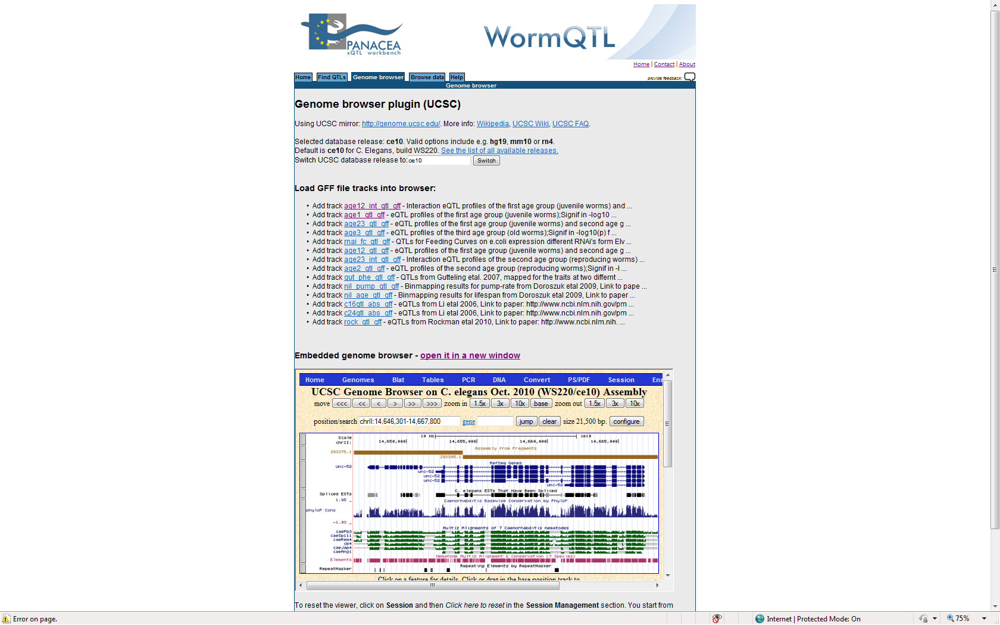 PANACEA
xQTL workbench
WormQTL
Home | Contact | About
Home Find QTLs Genome browser Browse data Help
provide feedback:
Genome browser
Genome browser plugin (UCSC)
Using UCSC mirror: http://genome.ucsc.edu/. More info: Wikipedia, UCSC Wiki, UCSC FAQ.
Selected database release: ce10. Valid options include e.g. hg19, mm10 or rn4.
Default is ce10 for C. Elegans, build WS220. See the list of all available releases.
Switch UCSC database release to: ce10 Switch
Load GFF file tracks into browser:
• Add track age12_int_qtl_gff - Interaction eQTL profiles of the first age group (juvenile worms) and ...
• Add track age1_qtl_gff - eQTL profiles of the first age group (juvenile worms);Signif in -log10 ...
• Add track age23_qtl_gff - eQTL profiles of the first age group (juvenile worms) and second age g ...
• Add track age3_qtl_gff - eQTL profiles of the third age group (old worms);Signif in -log10(p) f ...
• Add track rnai_fc_qtl_gff - QTLs for Feeding Curves on e.coli expression different RNAi's form Elv ...
• Add track age12_qtl_gff - eQTL profiles of the first age group (juvenile worms) and second age g ...
• Add track age23_int_qtl_gff - Interaction eQTL profiles of the second age group (reproducing worms) ...
• Add track age2_qtl_gff - eQTL profiles of the second age group (reproducing worms);Signif in -l ...
• Add track gut_phe_qtl_gff - QTLs from Gutteling etal. 2007, mapped for the traits at two differnt ...
• Add track nil_pump_qtl_gff - Binmapping results for pump-rate from Doroszuk etal 2009, Link to pape ...
• Add track nil_age_qtl_gff - Binmapping results for lifespan from Doroszuk etal 2009, Link to paper ...
• Add track c16qtl_abs_gff - eQTLs from Li etal 2006, Link to paper: http://www.ncbi.nlm.nih.gov/pm ...
• Add track c24qtl_abs_gff - eQTLs from Li etal 2006, Link to paper: http://www.ncbi.nlm.nih.gov/pm ...
• Add track rock_qtl_gff - eQTLs from Rockman etal 2010, Link to paper: http://www.ncbi.nlm.nih. ...
Embedded genome browser - open it in a new window
Home Genomes Blat Tables PCR DNA Convert PS/PDF Session Ens
UCSC Genome Browser on C. elegans Oct. 2010 (WS220/ce10) Assembly
move <<< << < > >> >>> zoom in 1.5x 3x 10x base zoom out 1.5x 3x 10x
position/search chrII:14,646,301-14,667,800 gene jump clear size 21,500 bp. configure
Scale 10 kb ce10
chrII: 14,650,000 14,655,000 14,660,000 14,665,000
Assembly from Fragments
Z93375.1
Z93395.1
RefSeq Genes
unc-52
unc-52
unc-52
unc-52
unc-52
C. elegans ESTs That Have Been Spliced
Spliced ESTs
1.95 _
Caenorhabditis Basewise Conservation by PhyloP
phyloP Cons
-1.03 _
Multiz Alignments of 7 Caenorhabditis nematodes
caePb3
caeSp111
caeRem4
cb4
caeJap4
caeAng1
Nematode Multiz Alignment & Conservation (7 Species)
Elements
Repeating Elements by RepeatMasker
RepeatMasker
Click on a feature for details. Click or drag in the base position track to
To reset the viewer, click on Session and then Click here to reset in the Session Management section. You start from
Error on page.
Internet | Protected Mode: On
75%